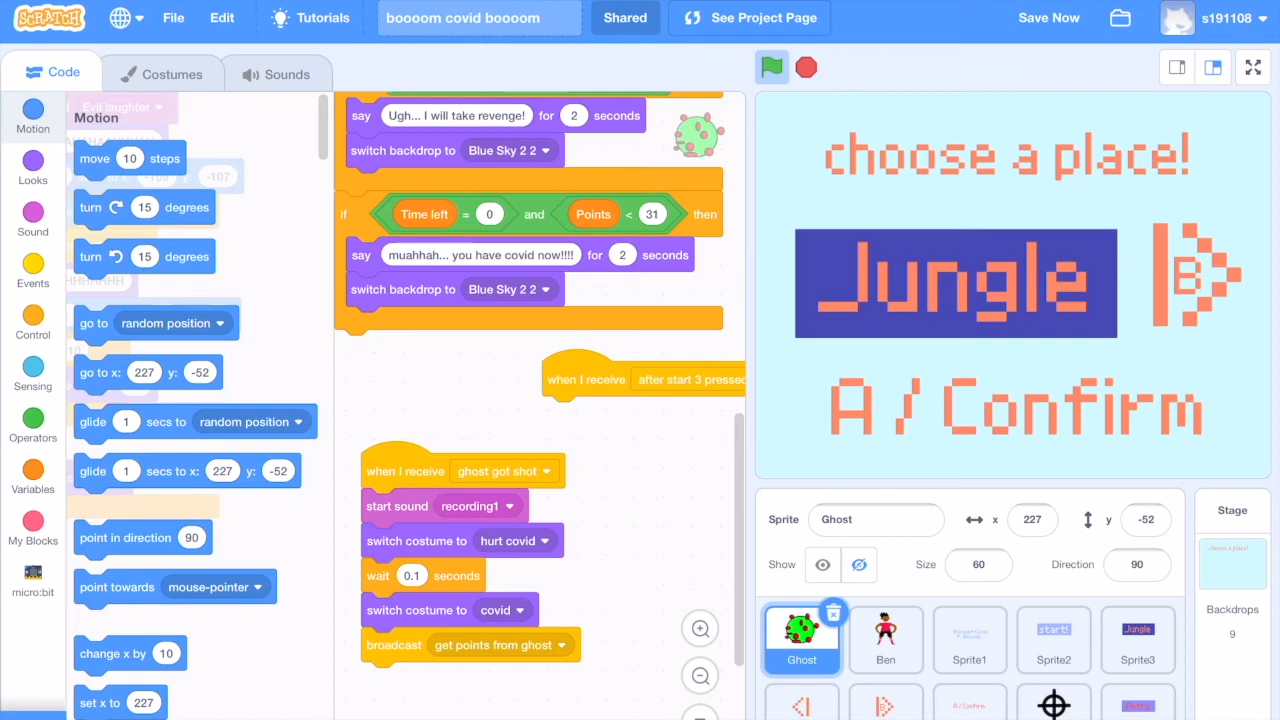 SCRATCH
File
Edit
Tutorials
boooom covid boooom
Shared
See Project Page
Save Now
s191108
Code
Costumes
Sounds
Motion
Looks
Sound
Events
Control
Sensing
Operators
Variables
My Blocks
micro:bit
Evil laughter
Motion
move 10 steps
turn 15 degrees
turn 15 degrees
go to random position
go to x: 227 y: -52
glide 1 secs to random position
glide 1 secs to x: 227 y: -52
point in direction 90
point towards mouse-pointer
change x by 10
set x to 227
y: -107
say Ugh... I will take revenge! for 2 seconds
switch backdrop to Blue Sky 2 2
if Time left = 0 and Points < 31 then
say muahhah... you have covid now!!!! for 2 seconds
switch backdrop to Blue Sky 2 2
when I receive after start 3 pressed
when I receive ghost got shot
start sound recording1
switch costume to hurt covid
wait 0.1 seconds
switch costume to covid
broadcast get points from ghost
choose a place!
Jungle
B
A / Confirm
Sprite Ghost x 227 y -52
Show Size 60 Direction 90
Ghost
Ben
Sprite1
start!
Sprite2
Jungle
Sprite3
B
A / Confirm
Retry
Stage
choose a place!
Backdrops
9